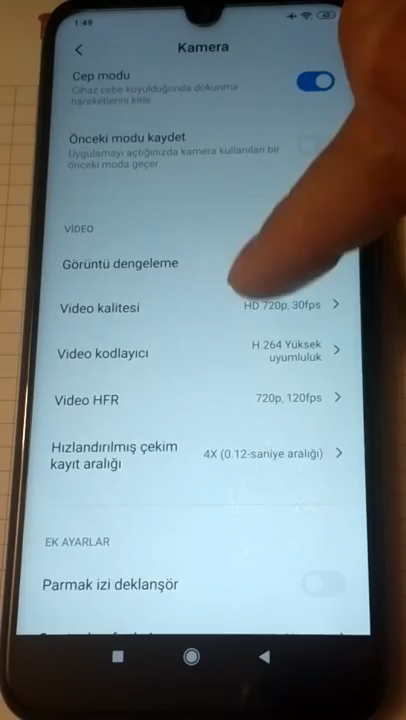 1:49
Kamera
Cep modu
Cihaz cebe koyulduğunda dokunma
hareketlerini kitle
Önceki modu kaydet
Uygulamayı açtığınızda kamera kullanılan bir
önceki moda geçer.
VİDEO
Görüntü dengeleme
Video kalitesi
HD 720p, 30fps
Video kodlayıcı
H.264 Yüksek
uyumluluk
Video HFR
720p, 120fps
Hızlandırılmış çekim
kayıt aralığı
4X (0.12-saniye aralığı)
EK AYARLAR
Parmak izi deklanşör